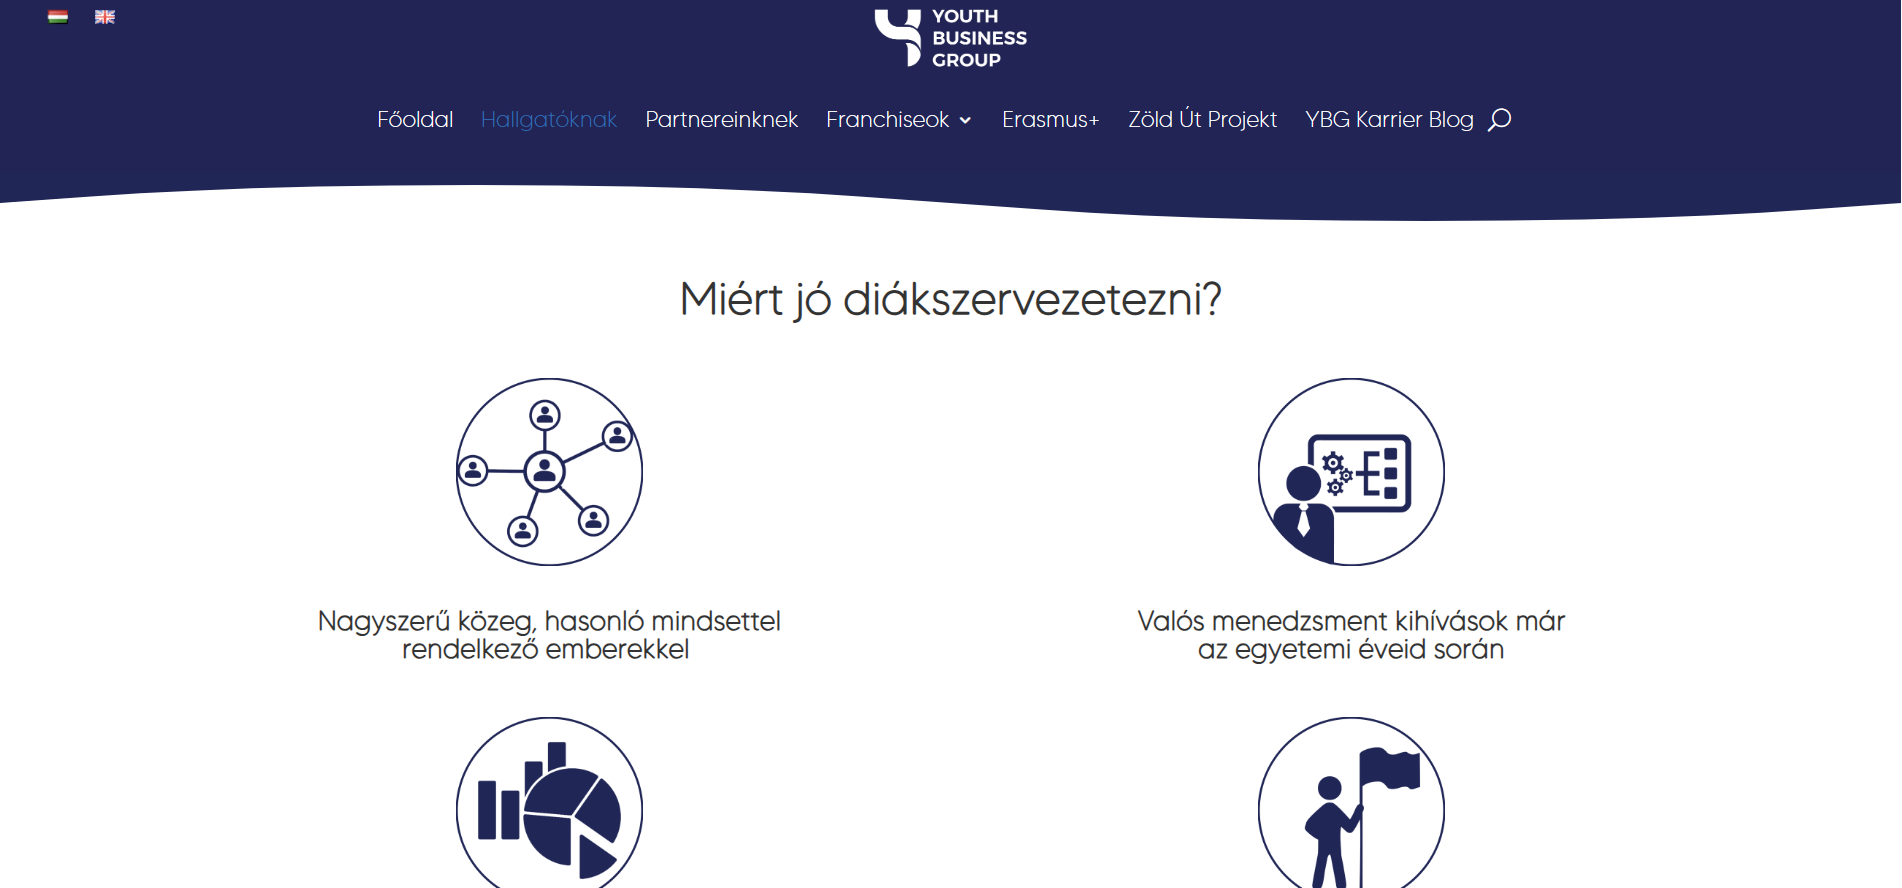 YOUTH
BUSINESS
GROUP
Főoldal Hallgatóknak Partnereinknek Franchiseok Erasmus+ Zöld Út Projekt YBG Karrier Blog
Miért jó diákszervezetezni?
Nagyszerű közeg, hasonló mindsettel
rendelkező emberekkel
Valós menedzsment kihívások már
az egyetemi éveid során